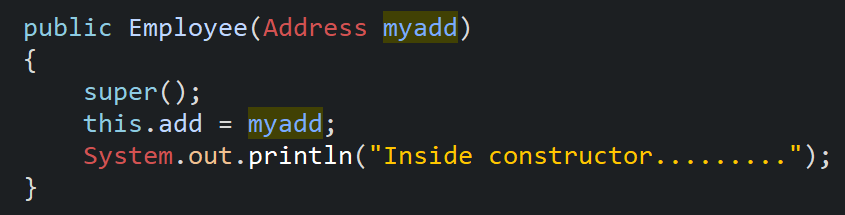 public Employee(Address myadd)
{
    super();
    this.add = myadd;
    System.out.println("Inside constructor.........");
}